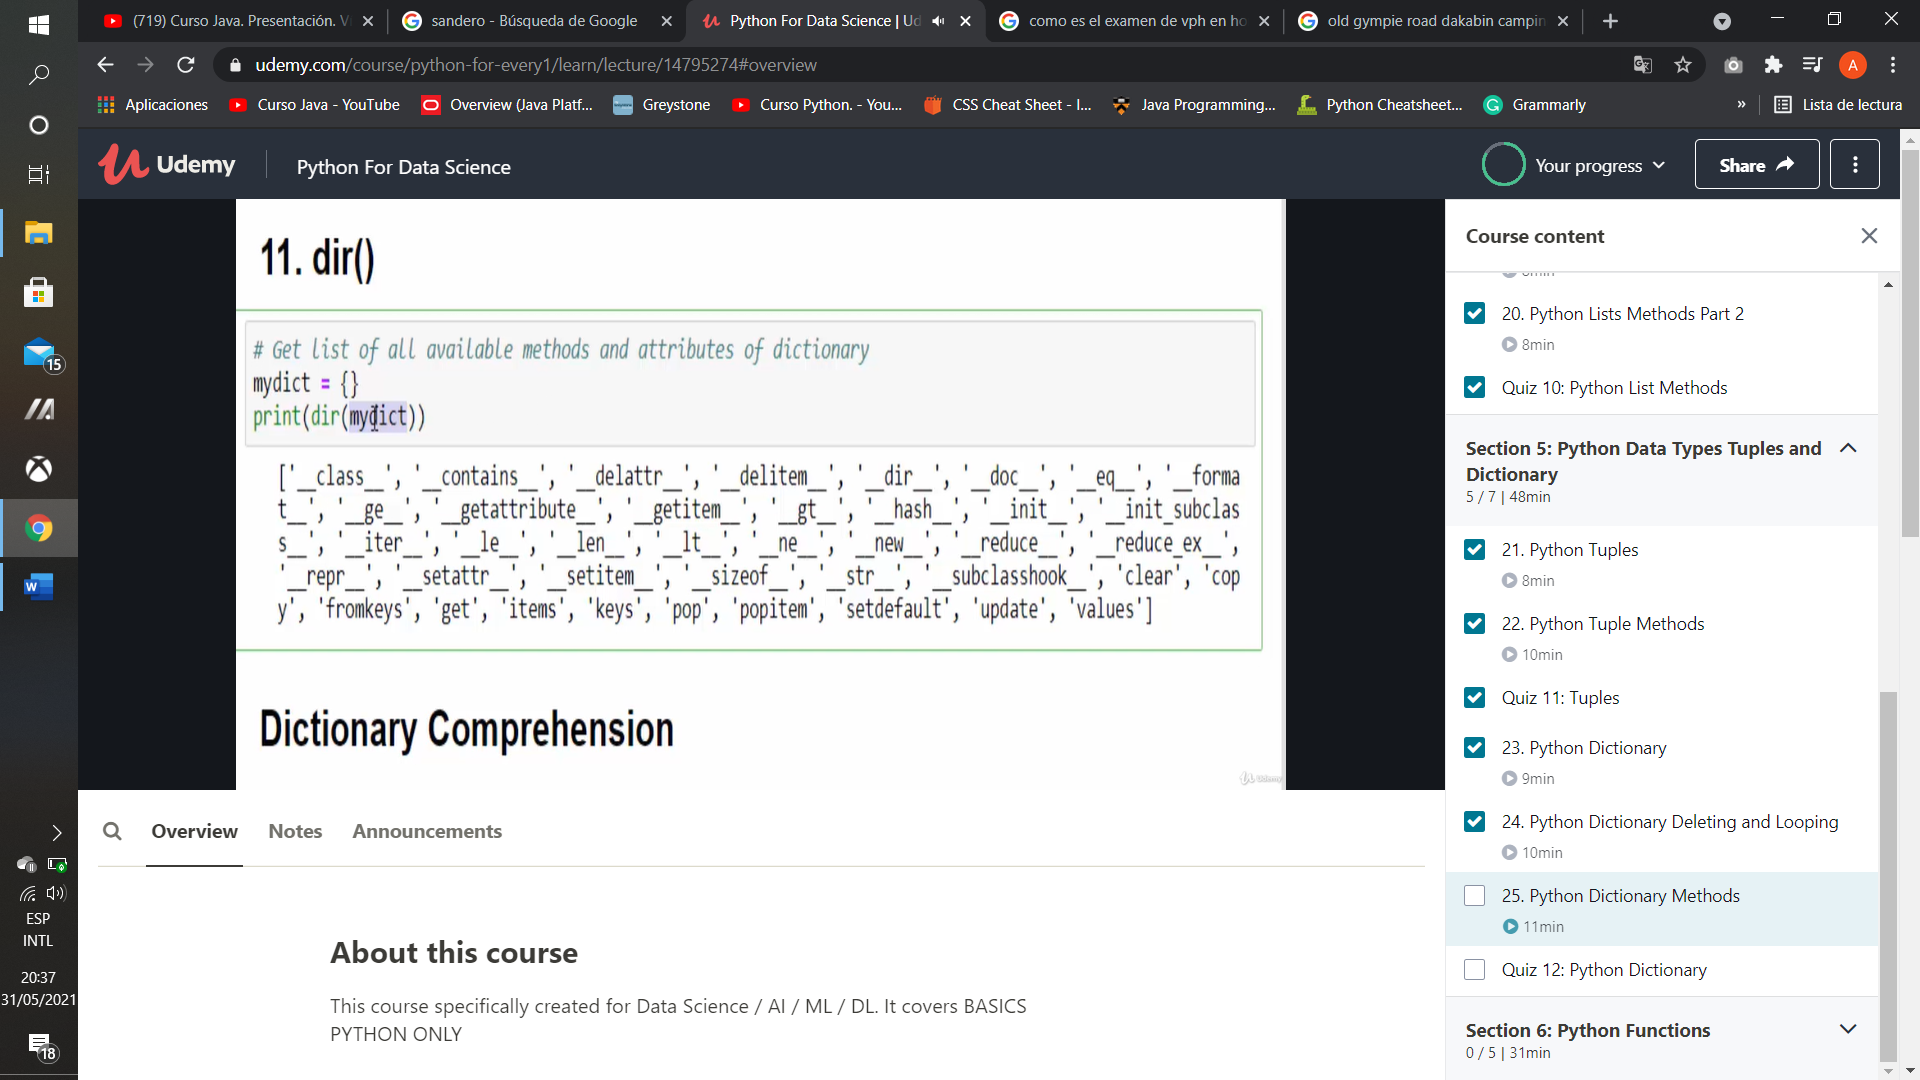 (719) Curso Java. Presentación. V
sandero - Búsqueda de Google
Python For Data Science | Ud
como es el examen de vph en ho
old gympie road dakabin campin
udemy.com/course/python-for-every1/learn/lecture/14795274#overview
A
Aplicaciones
Curso Java - YouTube
Overview (Java Platf...
Greystone
Curso Python. - You...
CSS Cheat Sheet - I...
Java Programming...
Python Cheatsheet...
Grammarly
»
Lista de lectura
Udemy
Python For Data Science
Your progress
Share
11. dir()
# Get list of all available methods and attributes of dictionary
mydict = {}
print(dir(mydict))
['__class__', '__contains__', '__delattr__', '__delitem__', '__dir__', '__doc__', '__eq__', '__forma
t__', '__ge__', '__getattribute__', '__getitem__', '__gt__', '__hash__', '__init__', '__init_subclas
s__', '__iter__', '__le__', '__len__', '__lt__', '__ne__', '__new__', '__reduce__', '__reduce_ex__',
'__repr__', '__setattr__', '__setitem__', '__sizeof__', '__str__', '__subclasshook__', 'clear', 'cop
y', 'fromkeys', 'get', 'items', 'keys', 'pop', 'popitem', 'setdefault', 'update', 'values']
Dictionary Comprehension
Udemy
Overview
Notes
Announcements
About this course
This course specifically created for Data Science / AI / ML / DL. It covers BASICS
PYTHON ONLY
Course content
20. Python Lists Methods Part 2
8min
Quiz 10: Python List Methods
Section 5: Python Data Types Tuples and
Dictionary
5 / 7 | 48min
21. Python Tuples
8min
22. Python Tuple Methods
10min
Quiz 11: Tuples
23. Python Dictionary
9min
24. Python Dictionary Deleting and Looping
10min
25. Python Dictionary Methods
11min
Quiz 12: Python Dictionary
Section 6: Python Functions
0 / 5 | 31min
15
W
ESP
INTL
20:37
31/05/2021
18